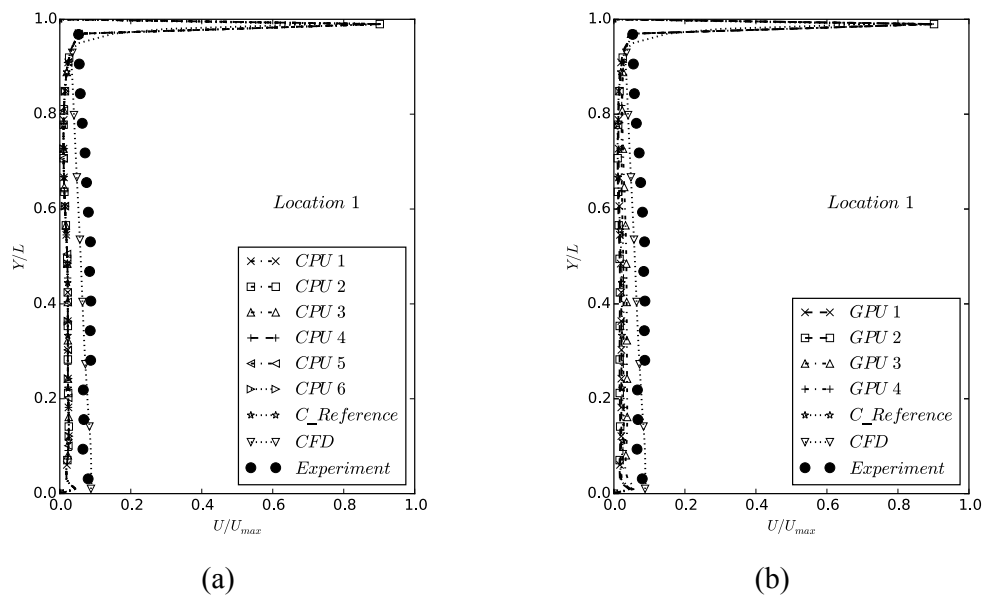 1.0
0.8
0.6
0.4
0.2
0.0
Y/L
0.0 0.2 0.4 0.6 0.8 1.0
U/U_max
Location 1
CPU 1
CPU 2
CPU 3
CPU 4
CPU 5
CPU 6
C_Reference
CFD
Experiment
(a)
1.0
0.8
0.6
0.4
0.2
0.0
Y/L
0.0 0.2 0.4 0.6 0.8 1.0
U/U_max
Location 1
GPU 1
GPU 2
GPU 3
GPU 4
C_Reference
CFD
Experiment
(b)